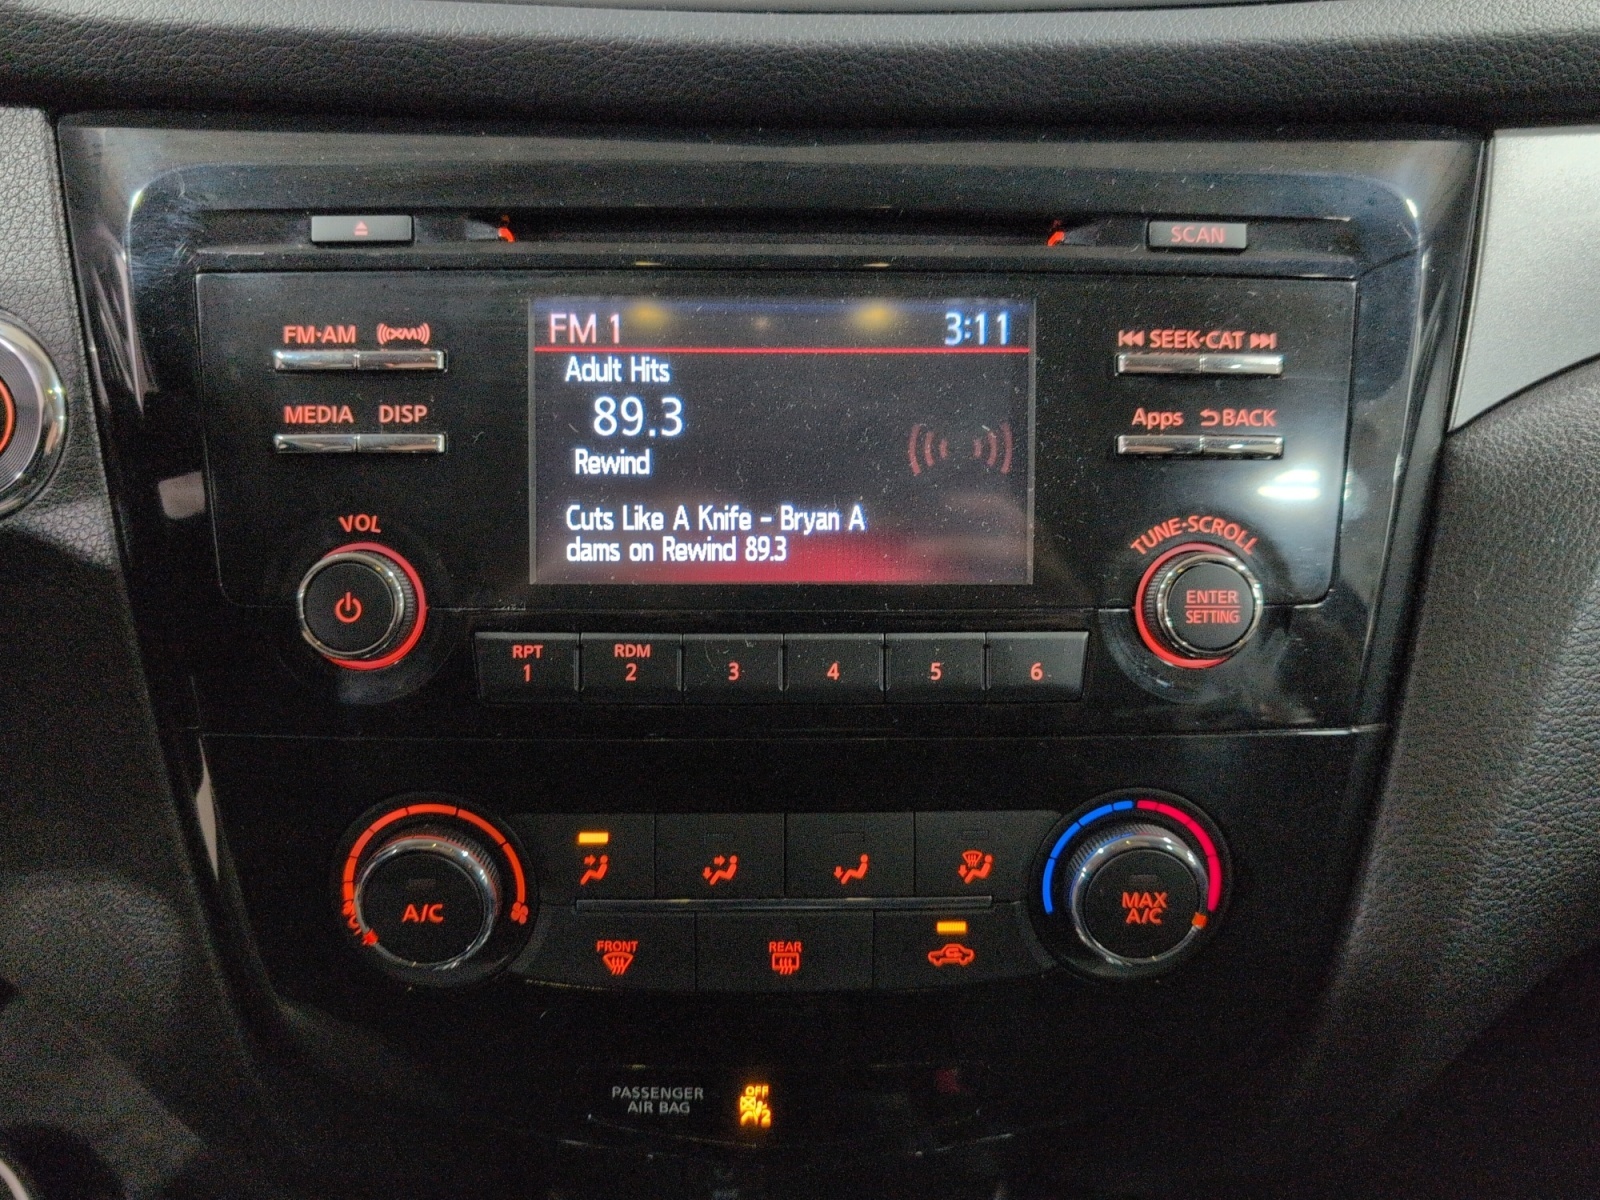 SCAN
FM·AM XM
FM 1 3:11
SEEK·CAT
Adult Hits
89.3
Rewind
MEDIA DISP
Apps BACK
Cuts Like A Knife - Bryan A
dams on Rewind 89.3
VOL
TUNE·SCROLL
ENTER
SETTING
RPT RDM
1 2 3 4 5 6
A/C
MAX
A/C
FRONT
REAR
PASSENGER
AIR BAG
OFF